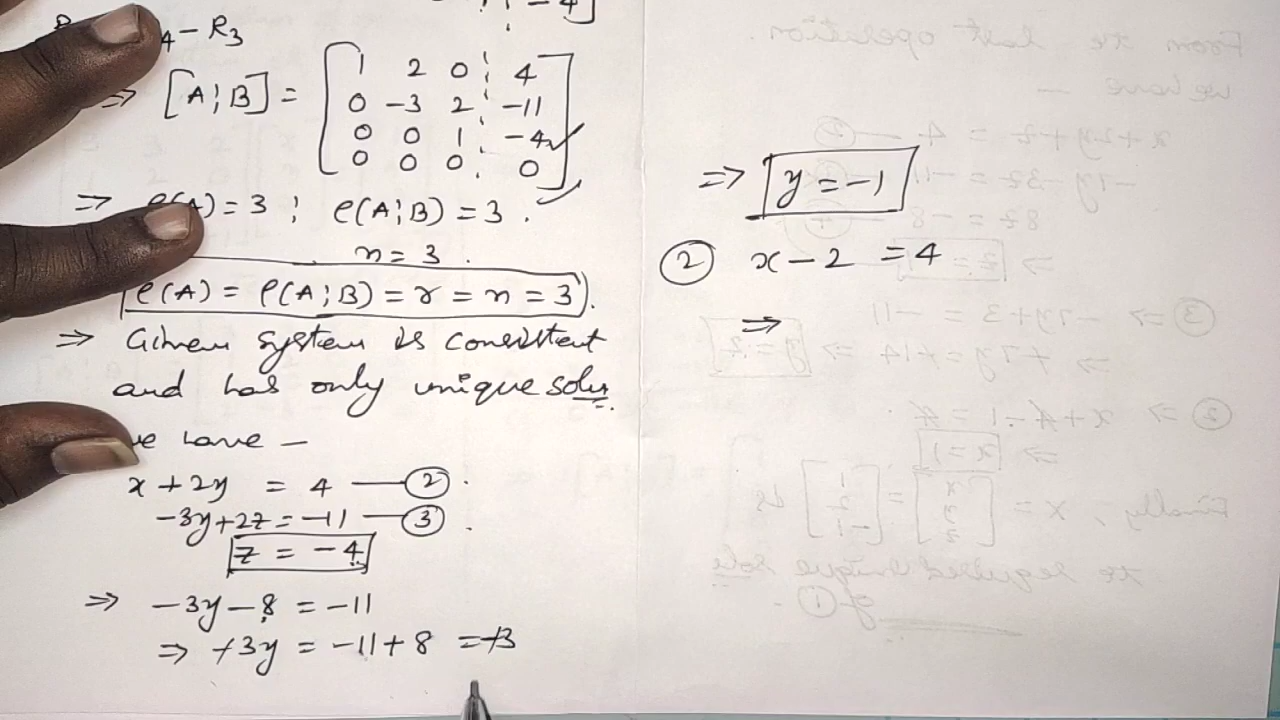 4 − R3
⇒ [A ¦ B] = [ 1 2 0 ¦ 4
0 −3 2 ¦ −11
0 0 1 ¦ −4
0 0 0 ¦ 0 ]
⇒ ρ(A) = 3 ; ρ(A ¦ B) = 3 .
n = 3 .
ρ(A) = ρ(A ¦ B) = r = n = 3 .
⇒ Given system is consistent
and has only unique soln.
we have —
x + 2y = 4 — ②
−3y + 2z = −11 — ③
z = −4
⇒ −3y − 8 = −11
⇒ +3y = −11 + 8 = +3
⇒ y = −1
② x − 2 = 4
⇒